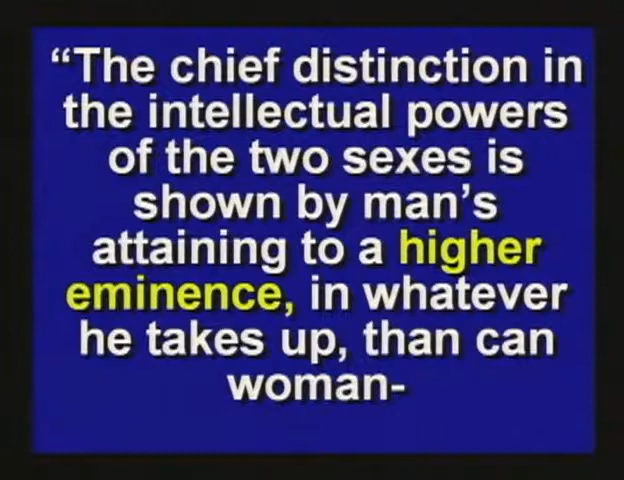 “The chief distinction in
the intellectual powers
of the two sexes is
shown by man’s
attaining to a higher
eminence, in whatever
he takes up, than can
woman-